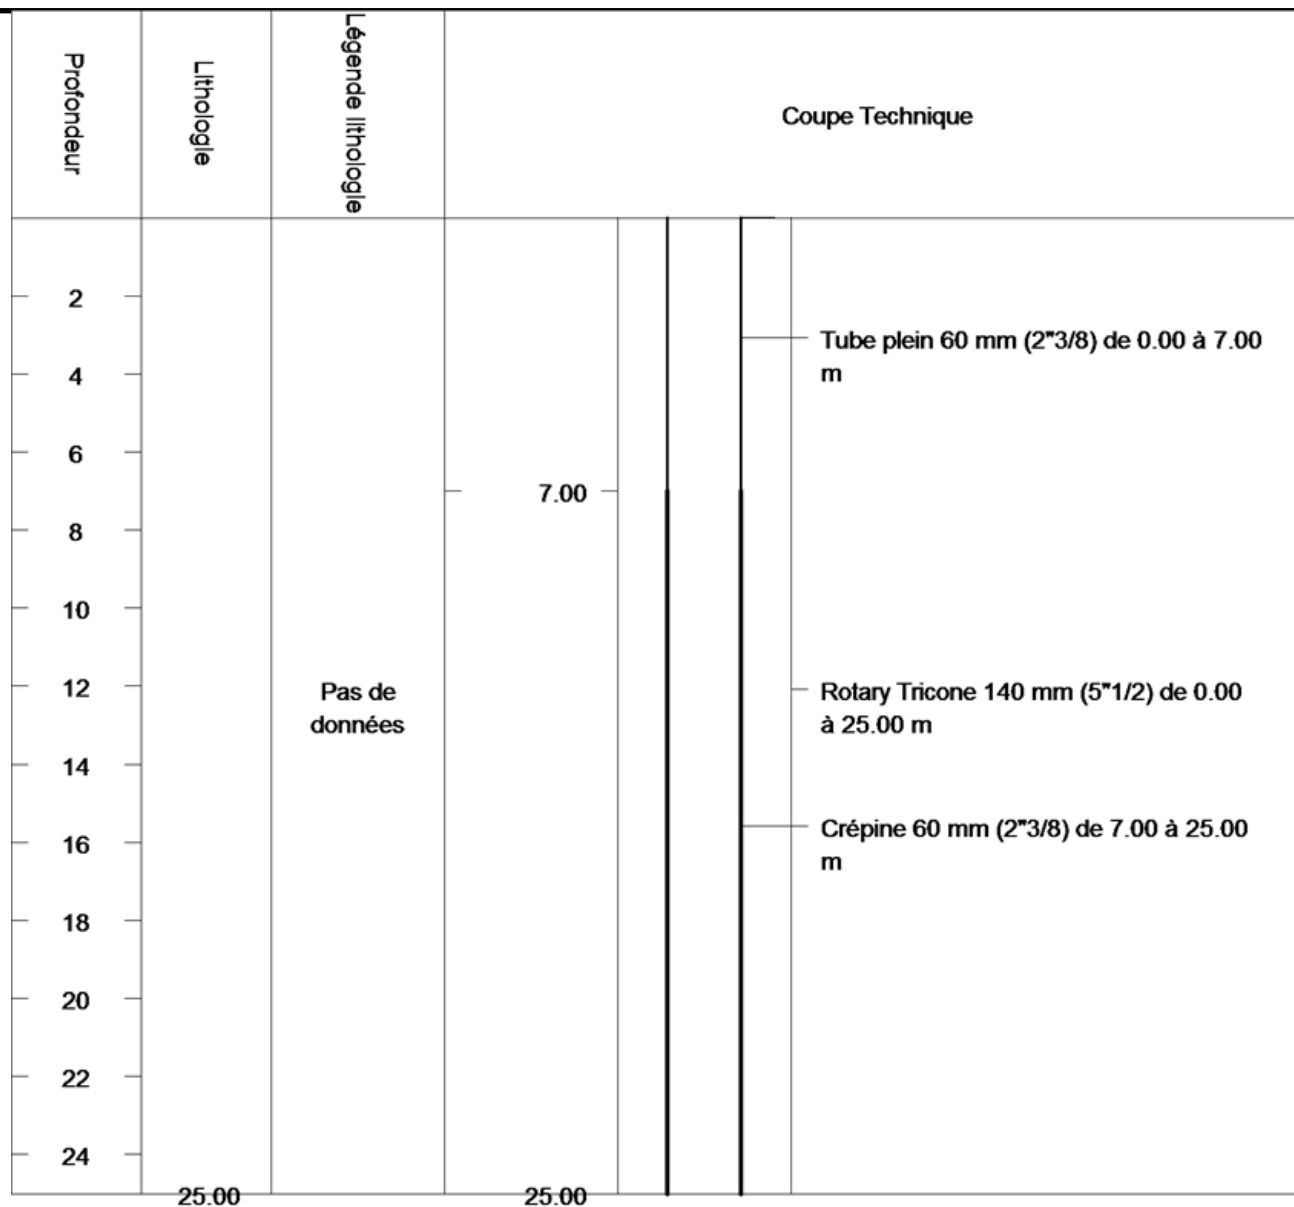 Profondeur
Lithologie
Légende lithologie
Coupe Technique
2
Tube plein 60 mm (2"3/8) de 0.00 à 7.00
m
4
6
7.00
8
10
12
Pas de
données
Rotary Tricone 140 mm (5"1/2) de 0.00
à 25.00 m
14
16
Crépine 60 mm (2"3/8) de 7.00 à 25.00
m
18
20
22
24
25.00
25.00